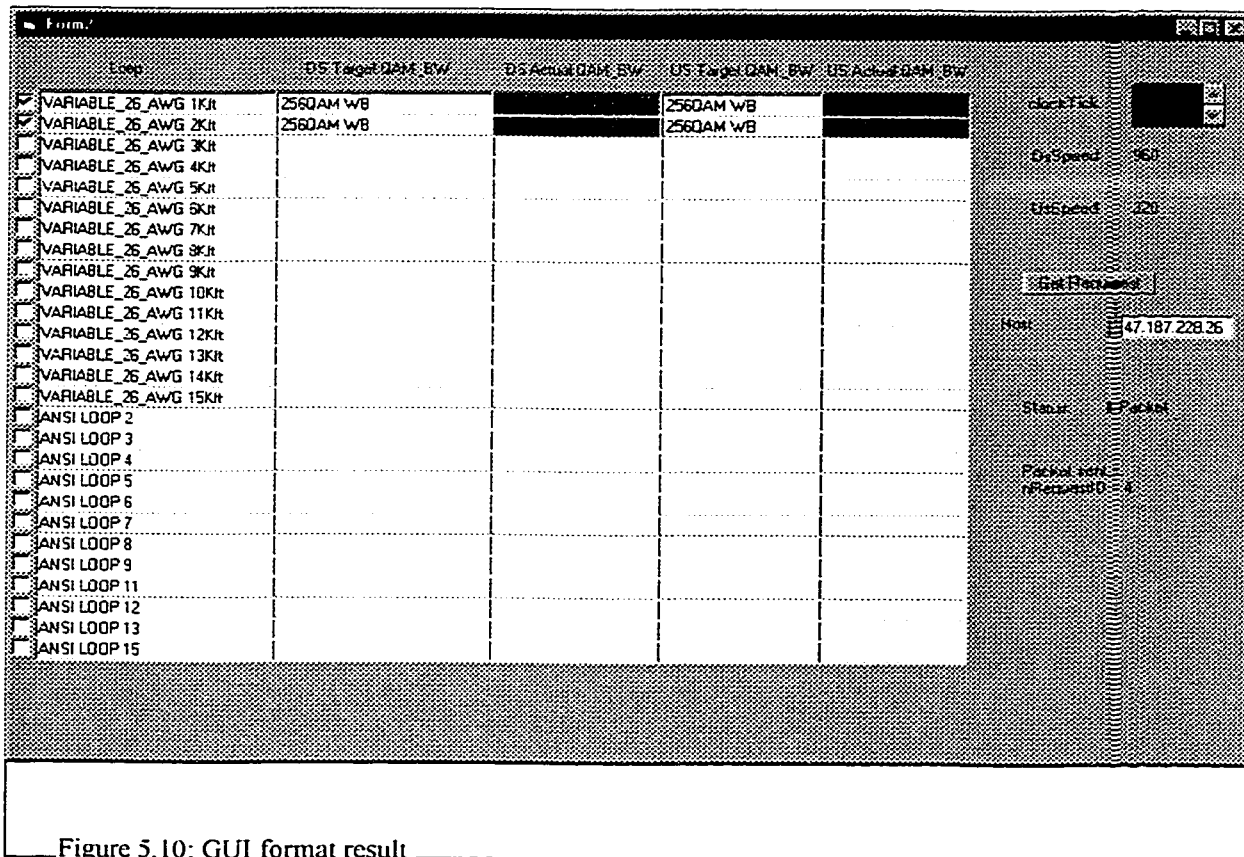 Form2
Loop DS Target QAM_BW DS Actual QAM_BW US Target QAM_BW US Actual QAM_BW
VARIABLE_26_AWG 1Kft 256QAM WB 256QAM WB
VARIABLE_26_AWG 2Kft 256QAM WB 256QAM WB
VARIABLE_26_AWG 3Kft
VARIABLE_26_AWG 4Kft
VARIABLE_26_AWG 5Kft
VARIABLE_26_AWG 6Kft
VARIABLE_26_AWG 7Kft
VARIABLE_26_AWG 8Kft
VARIABLE_26_AWG 9Kft
VARIABLE_26_AWG 10Kft
VARIABLE_26_AWG 11Kft
VARIABLE_26_AWG 12Kft
VARIABLE_26_AWG 13Kft
VARIABLE_26_AWG 14Kft
VARIABLE_26_AWG 15Kft
ANSI LOOP 2
ANSI LOOP 3
ANSI LOOP 4
ANSI LOOP 5
ANSI LOOP 6
ANSI LOOP 7
ANSI LOOP 8
ANSI LOOP 9
ANSI LOOP 11
ANSI LOOP 12
ANSI LOOP 13
ANSI LOOP 15
clockTick
DsSpeed 960
UsSpeed 320
Get Request
Host 47.187.228.26
Status Packet
Packet sent
nRequestID = 4
Figure 5.10: GUI format result